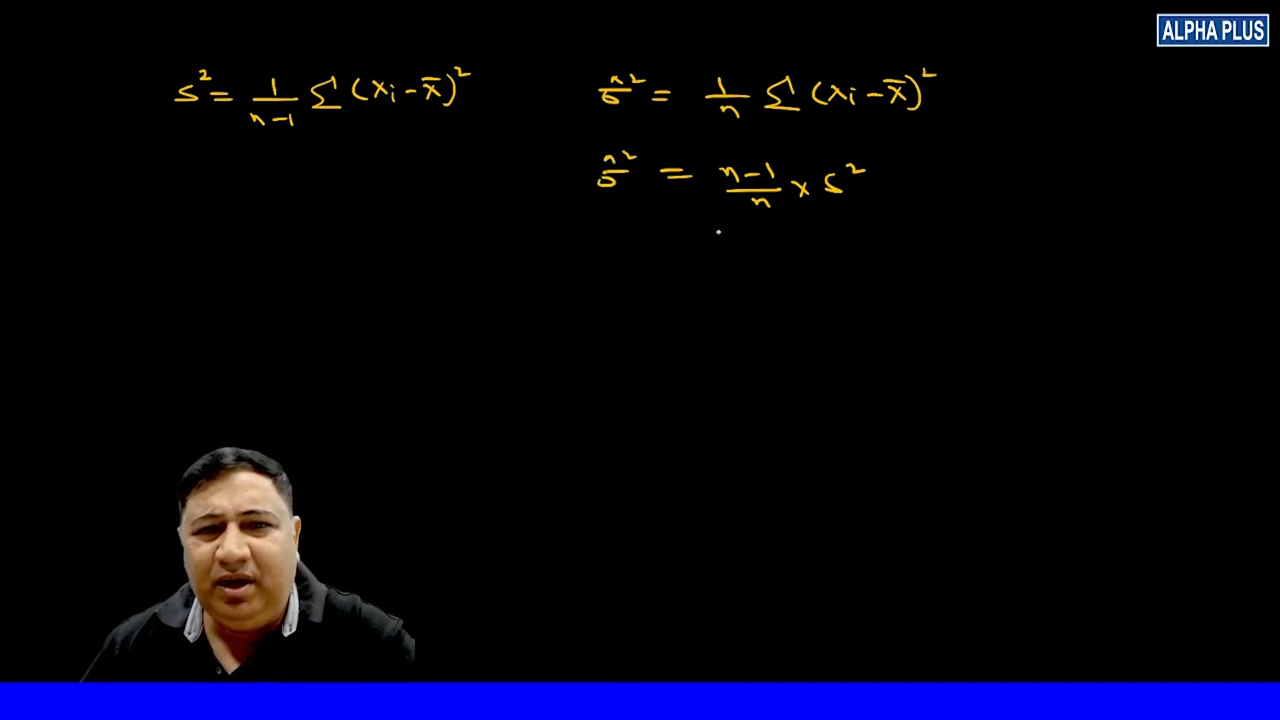 ALPHA PLUS
s² = 1/(n-1) Σ (xᵢ - x̄)²
σ̂² = 1/n Σ (xᵢ - x̄)²
σ̂² = (n-1)/n × s²